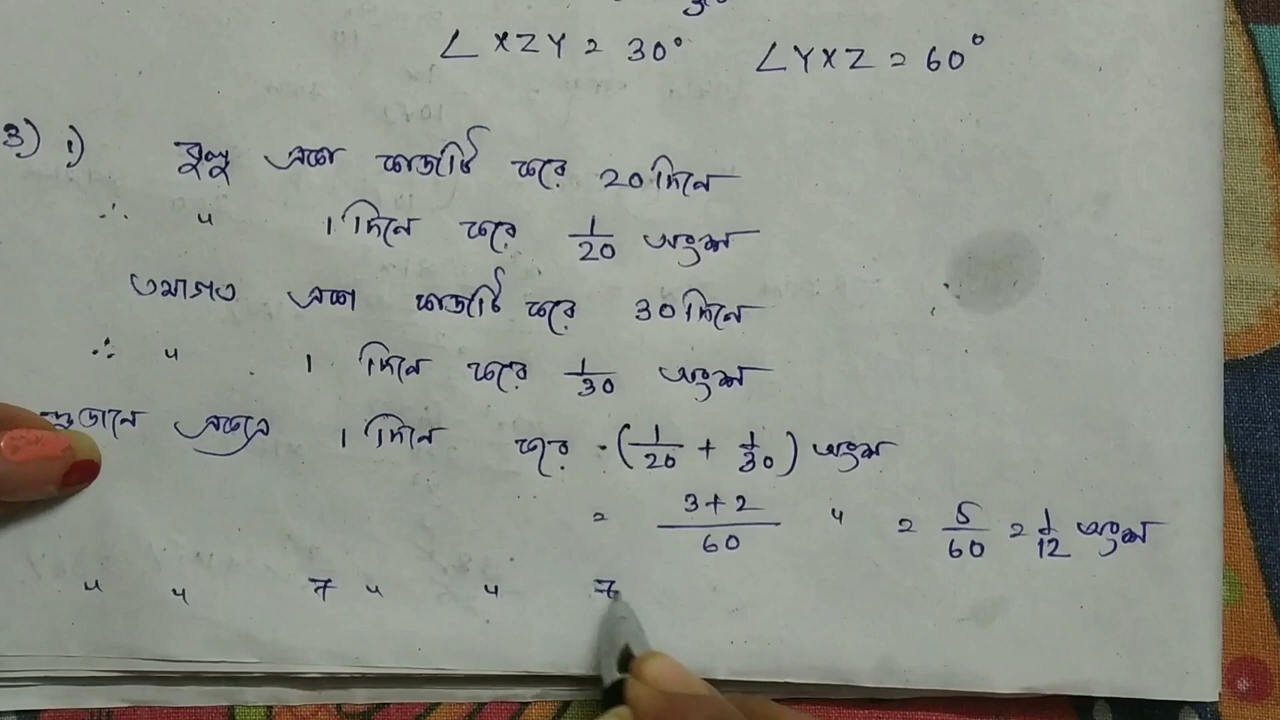 ∠XZY = 30° ∠YXZ = 60°
3) i) বুলু একা কাজটি করে 20 দিনে
∴ " 1 দিনে করে 1/20 অংশ
তথাগত একা কাজটি করে 30 দিনে
∴ " 1 দিনে করে 1/30 অংশ
দুজনে একত্রে 1 দিনে করে (1/20 + 1/30) অংশ
= (3+2)/60 " = 5/60 = 1/12 অংশ
" " 7 " " 7